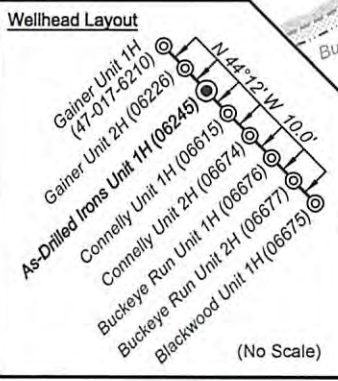 Wellhead Layout
Bu
N 44°12' W 10.0'
Gainer Unit 1H
(47-017-6210)
Gainer Unit 2H (06226)
As-Drilled Irons Unit 1H (06245)
Connelly Unit 1H (06615)
Connelly Unit 2H (06674)
Buckeye Run Unit 1H (06676)
Buckeye Run Unit 2H (06677)
Blackwood Unit 1H (06675)
(No Scale)